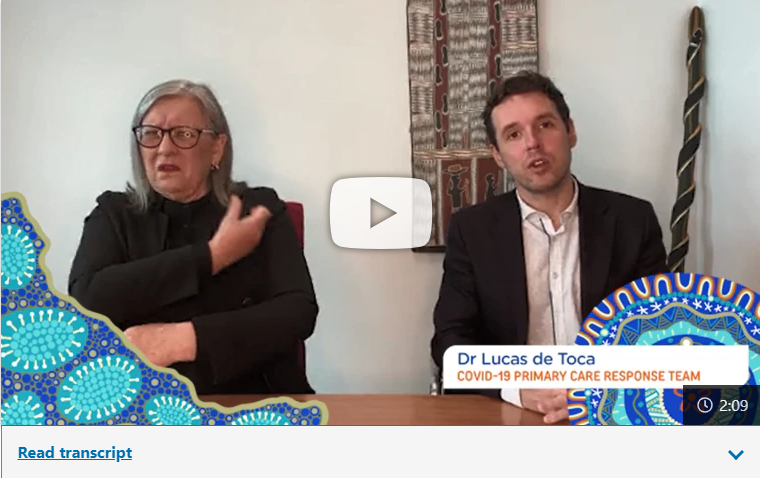 Dr Lucas de Toca
COVID-19 PRIMARY CARE RESPONSE TEAM
2:09
Read transcript